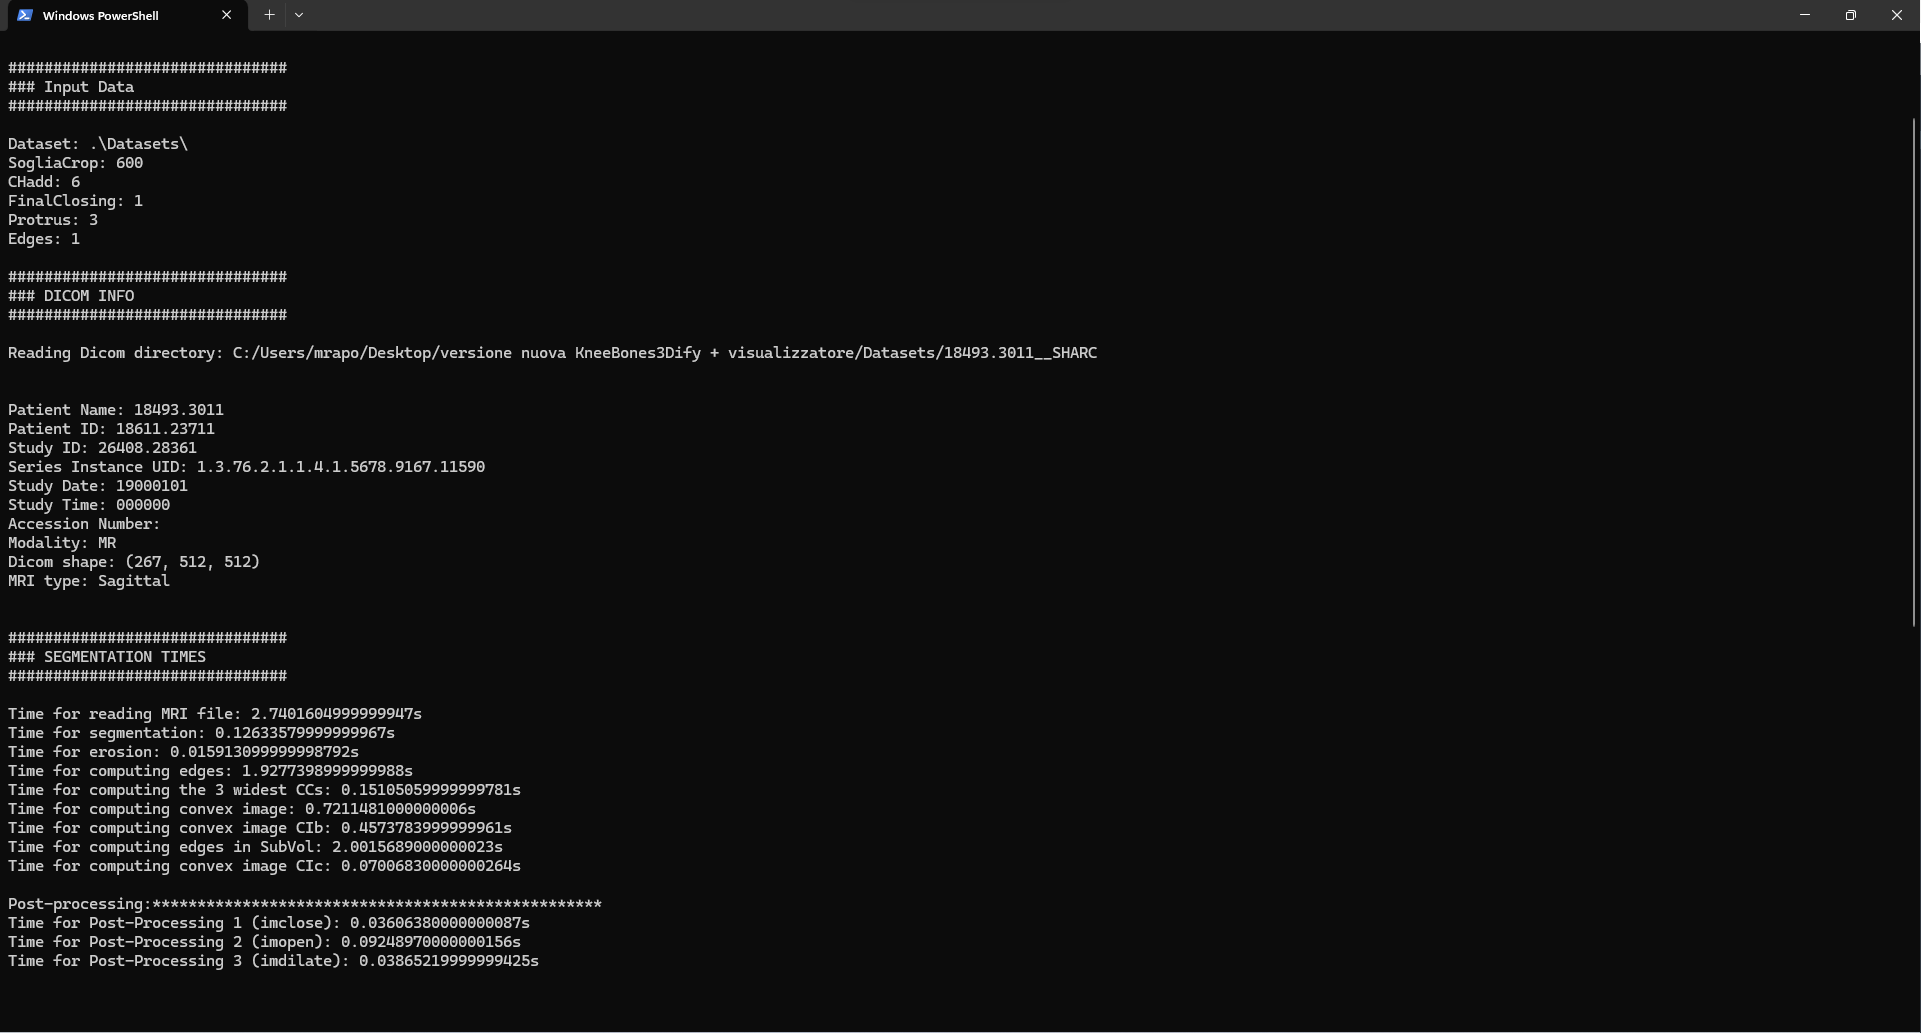 Windows PowerShell
###############################
### Input Data
###############################
Dataset: .\Datasets\
SogliaCrop: 600
CHadd: 6
FinalClosing: 1
Protrus: 3
Edges: 1
###############################
### DICOM INFO
###############################
Reading Dicom directory: C:/Users/mrapo/Desktop/versione nuova KneeBones3Dify + visualizzatore/Datasets/18493.3011__SHARC
Patient Name: 18493.3011
Patient ID: 18611.23711
Study ID: 26408.28361
Series Instance UID: 1.3.76.2.1.1.4.1.5678.9167.11590
Study Date: 19000101
Study Time: 000000
Accession Number:
Modality: MR
Dicom shape: (267, 512, 512)
MRI type: Sagittal
###############################
### SEGMENTATION TIMES
###############################
Time for reading MRI file: 2.7401604999999947s
Time for segmentation: 0.12633579999999967s
Time for erosion: 0.015913099999998792s
Time for computing edges: 1.9277398999999988s
Time for computing the 3 widest CCs: 0.15105059999999781s
Time for computing convex image: 0.7211481000000006s
Time for computing convex image CIb: 0.4573783999999961s
Time for computing edges in SubVol: 2.0015689000000023s
Time for computing convex image CIc: 0.07006830000000264s
Post-processing:**************************************************
Time for Post-Processing 1 (imclose): 0.03606380000000087s
Time for Post-Processing 2 (imopen): 0.09248970000000156s
Time for Post-Processing 3 (imdilate): 0.03865219999999425s